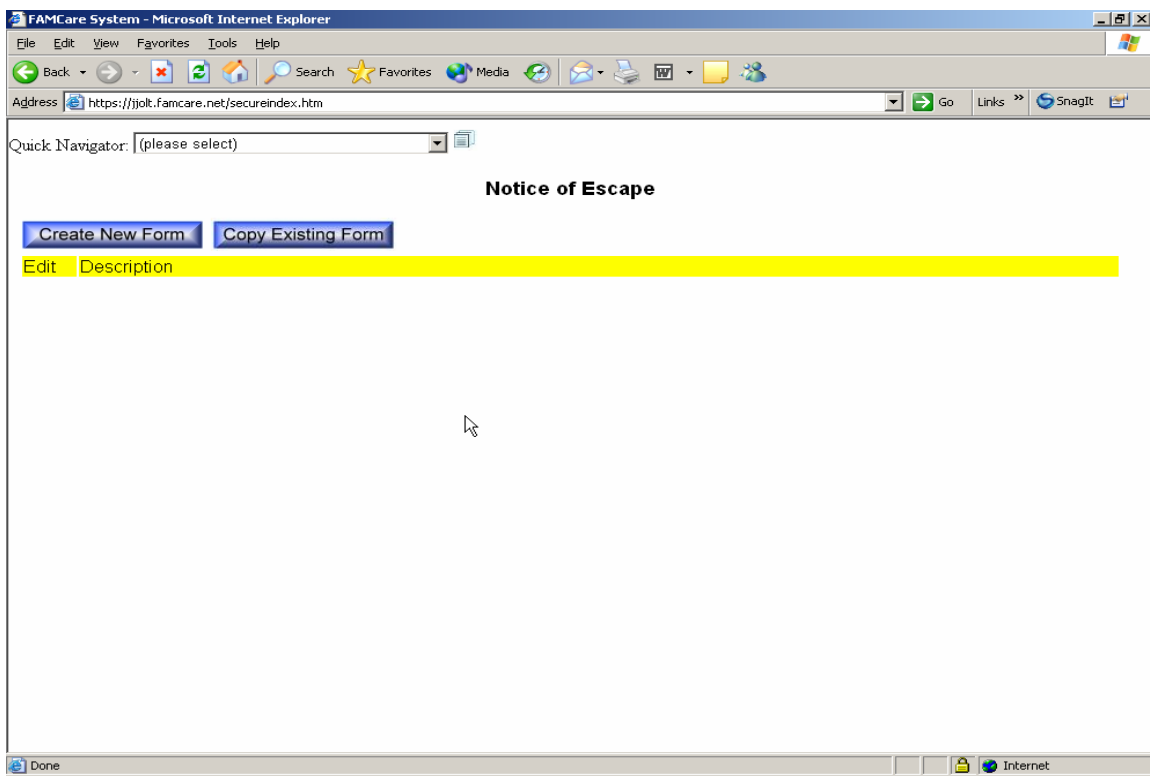 FAMCare System - Microsoft Internet Explorer
File Edit View Favorites Tools Help
Back Search Favorites Media
Address https://jjolt.famcare.net/secureindex.htm Go Links » SnagIt
Quick Navigator: (please select)
Notice of Escape
Create New Form Copy Existing Form
Edit Description
Done Internet